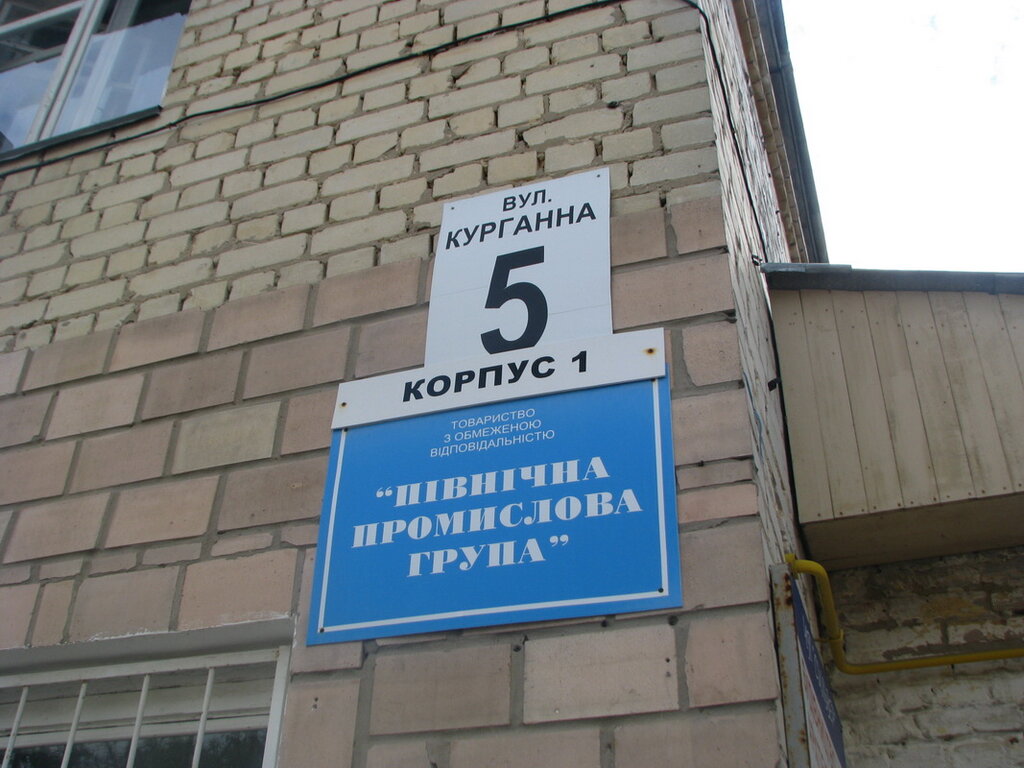 ВУЛ.
КУРГАННА
5
КОРПУС 1
ТОВАРИСТВО
З ОБМЕЖЕНОЮ
ВІДПОВІДАЛЬНІСТЮ
“ПІВНІЧНА
ПРОМИСЛОВА
ГРУПА”